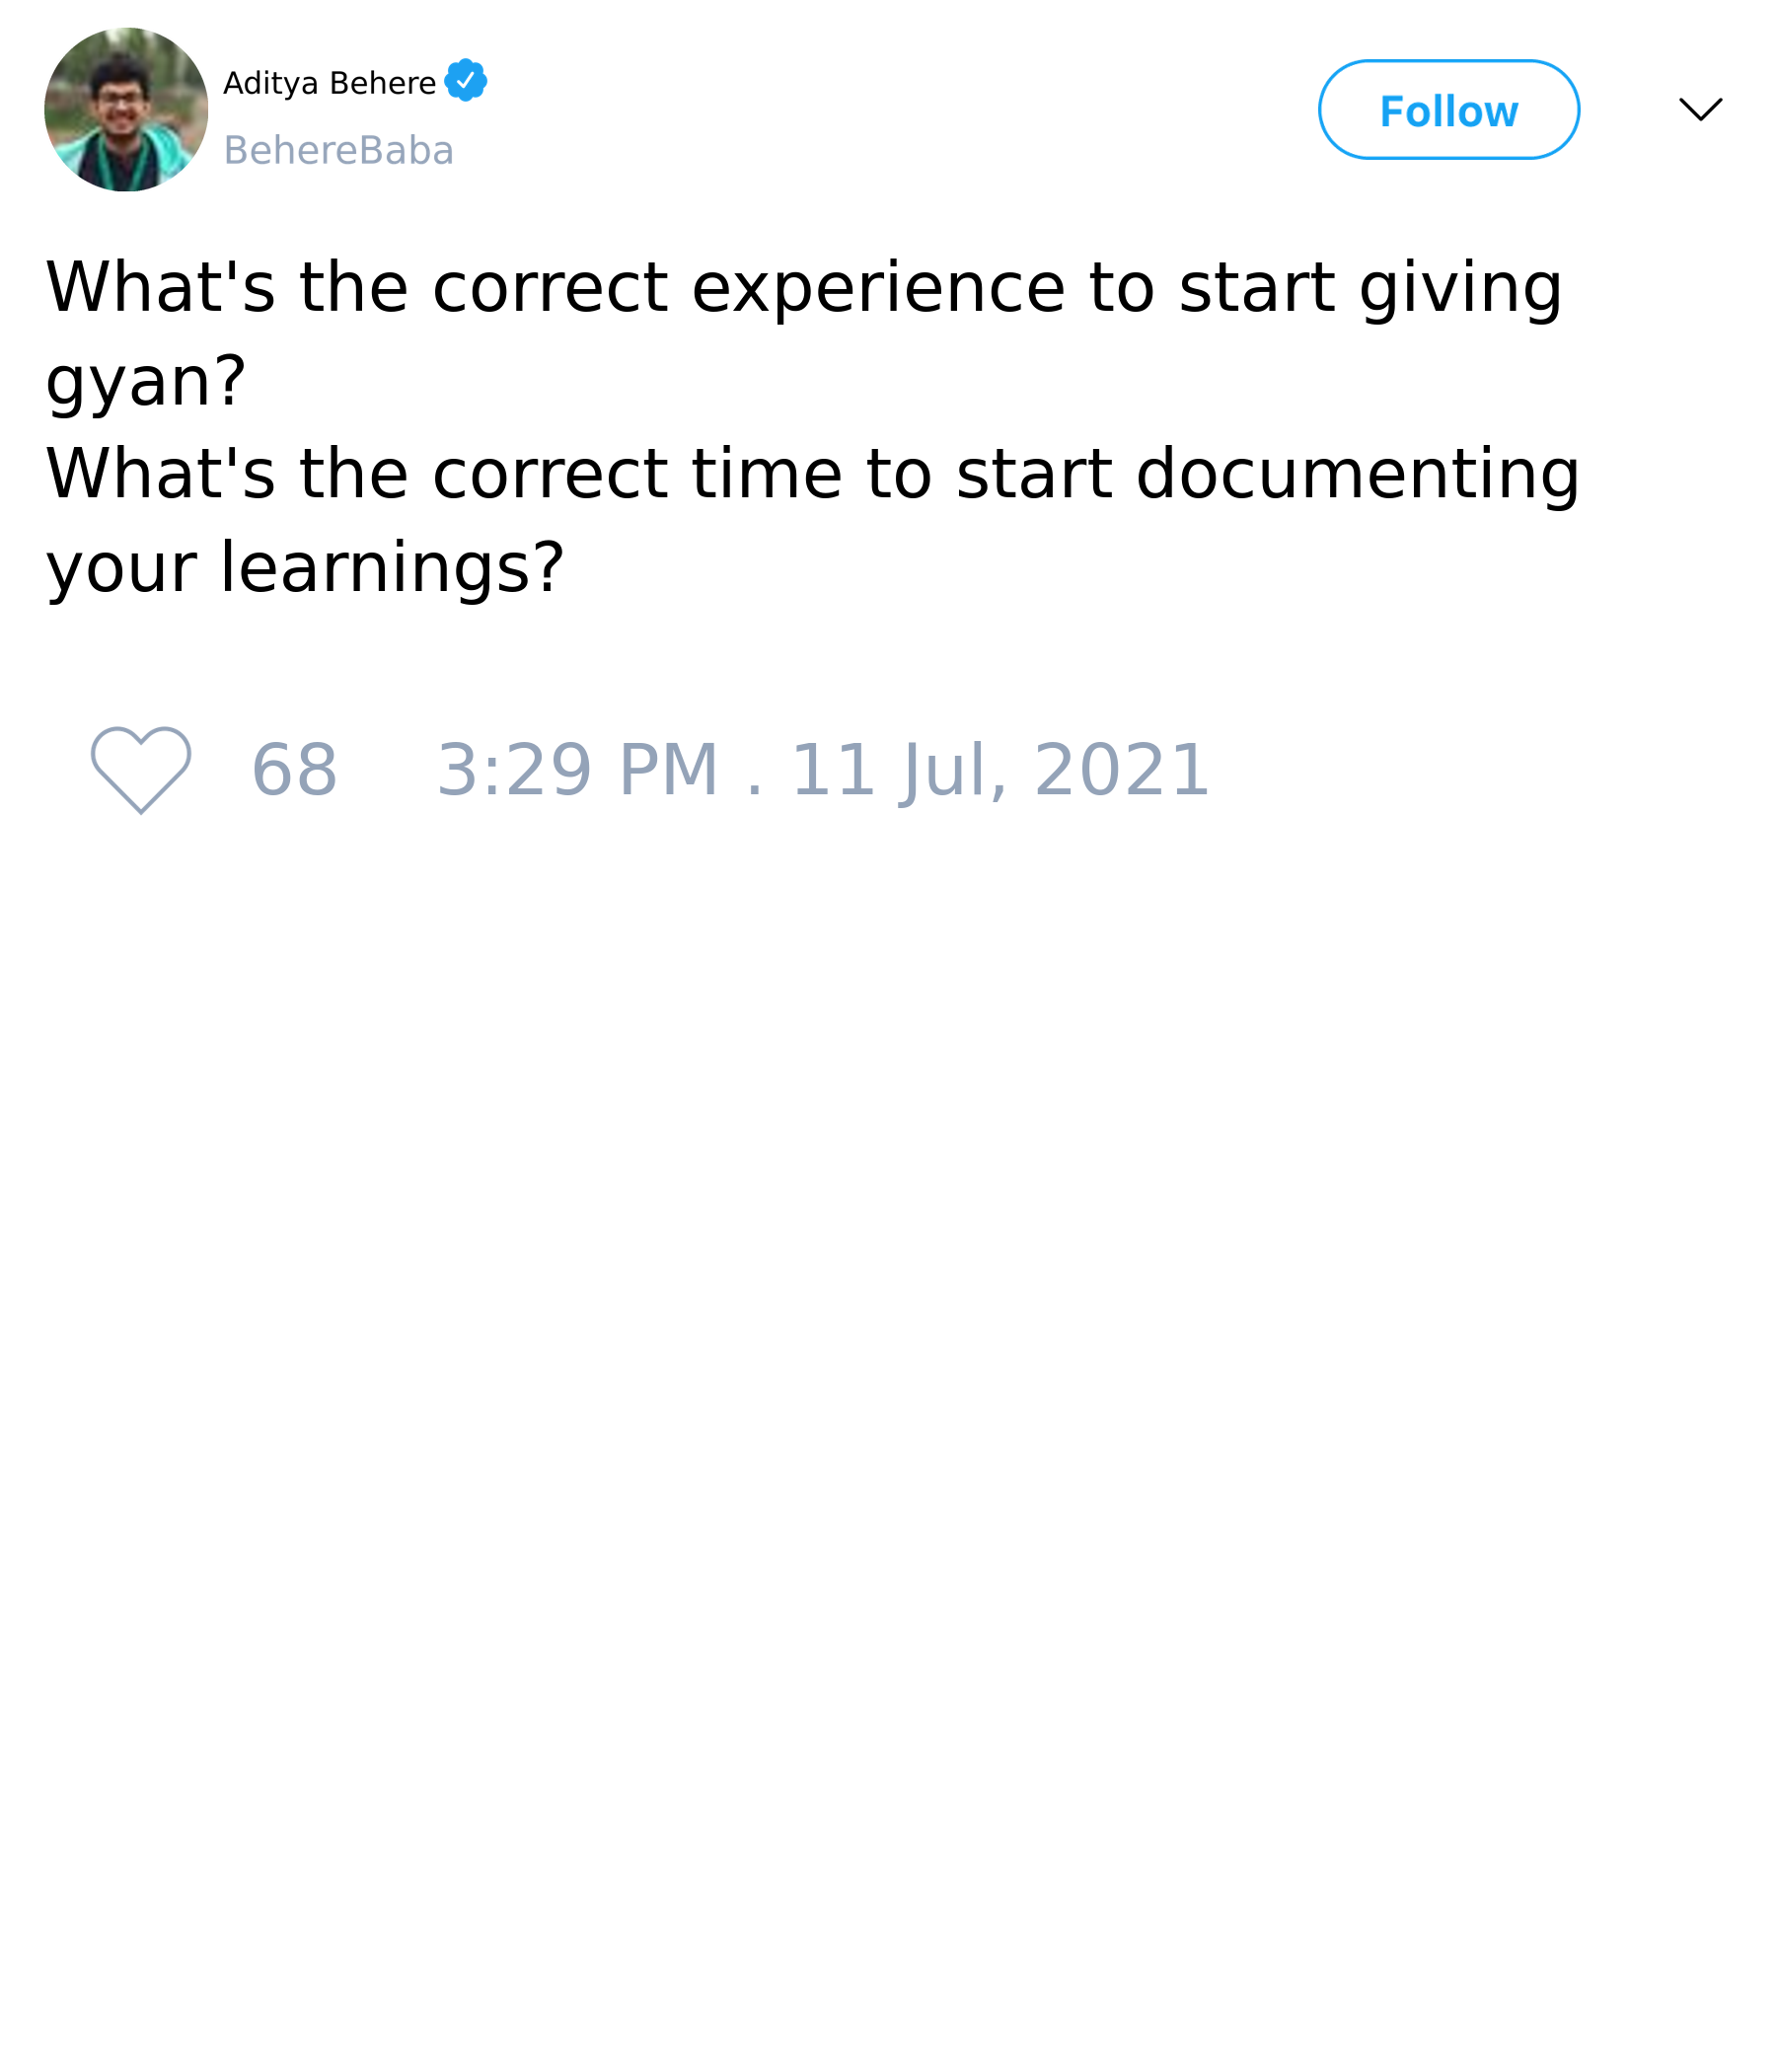 Aditya Behere
BehereBaba
Follow
What's the correct experience to start giving
gyan?
What's the correct time to start documenting
your learnings?
68 3:29 PM . 11 Jul, 2021